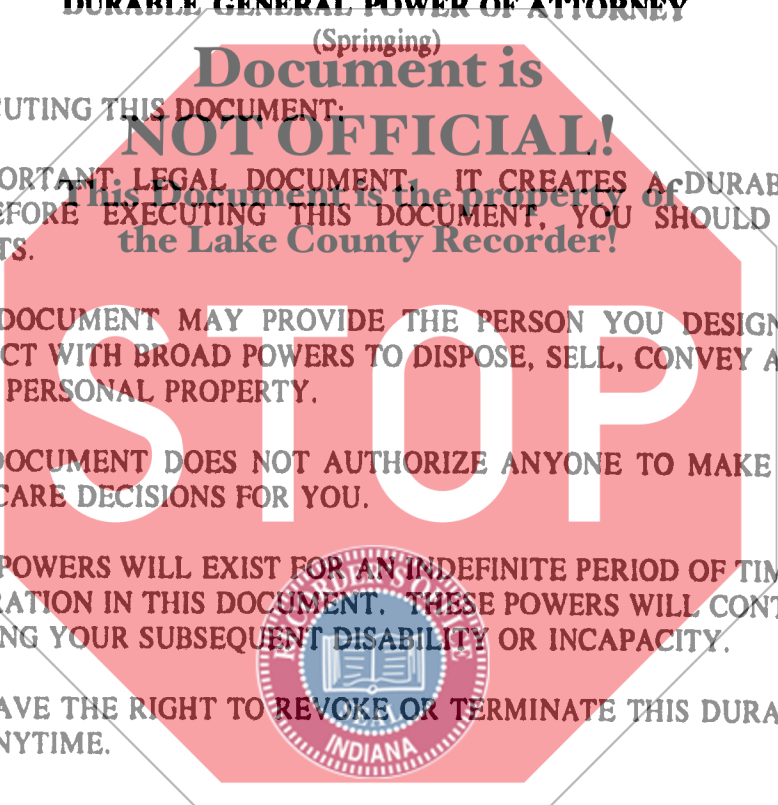 DURABLE GENERAL POWER OF ATTORNEY
(Springing)
Document is
CUTING THIS DOCUMENT:
NOT OFFICIAL!
ORTANT LEGAL DOCUMENT. IT CREATES A DURAB
This Document is the property of
EFORE EXECUTING THIS DOCUMENT, YOU SHOULD
the Lake County Recorder!
TS.
DOCUMENT MAY PROVIDE THE PERSON YOU DESIGN
CT WITH BROAD POWERS TO DISPOSE, SELL, CONVEY A
PERSONAL PROPERTY.
STOP
DOCUMENT DOES NOT AUTHORIZE ANYONE TO MAKE
CARE DECISIONS FOR YOU.
POWERS WILL EXIST FOR AN INDEFINITE PERIOD OF TIM
RATION IN THIS DOCUMENT. THESE POWERS WILL CONT
NG YOUR SUBSEQUENT DISABILITY OR INCAPACITY.
RECORDER'S OFFICE
SEAL
AVE THE RIGHT TO REVOKE OR TERMINATE THIS DURA
NYTIME.
INDIANA